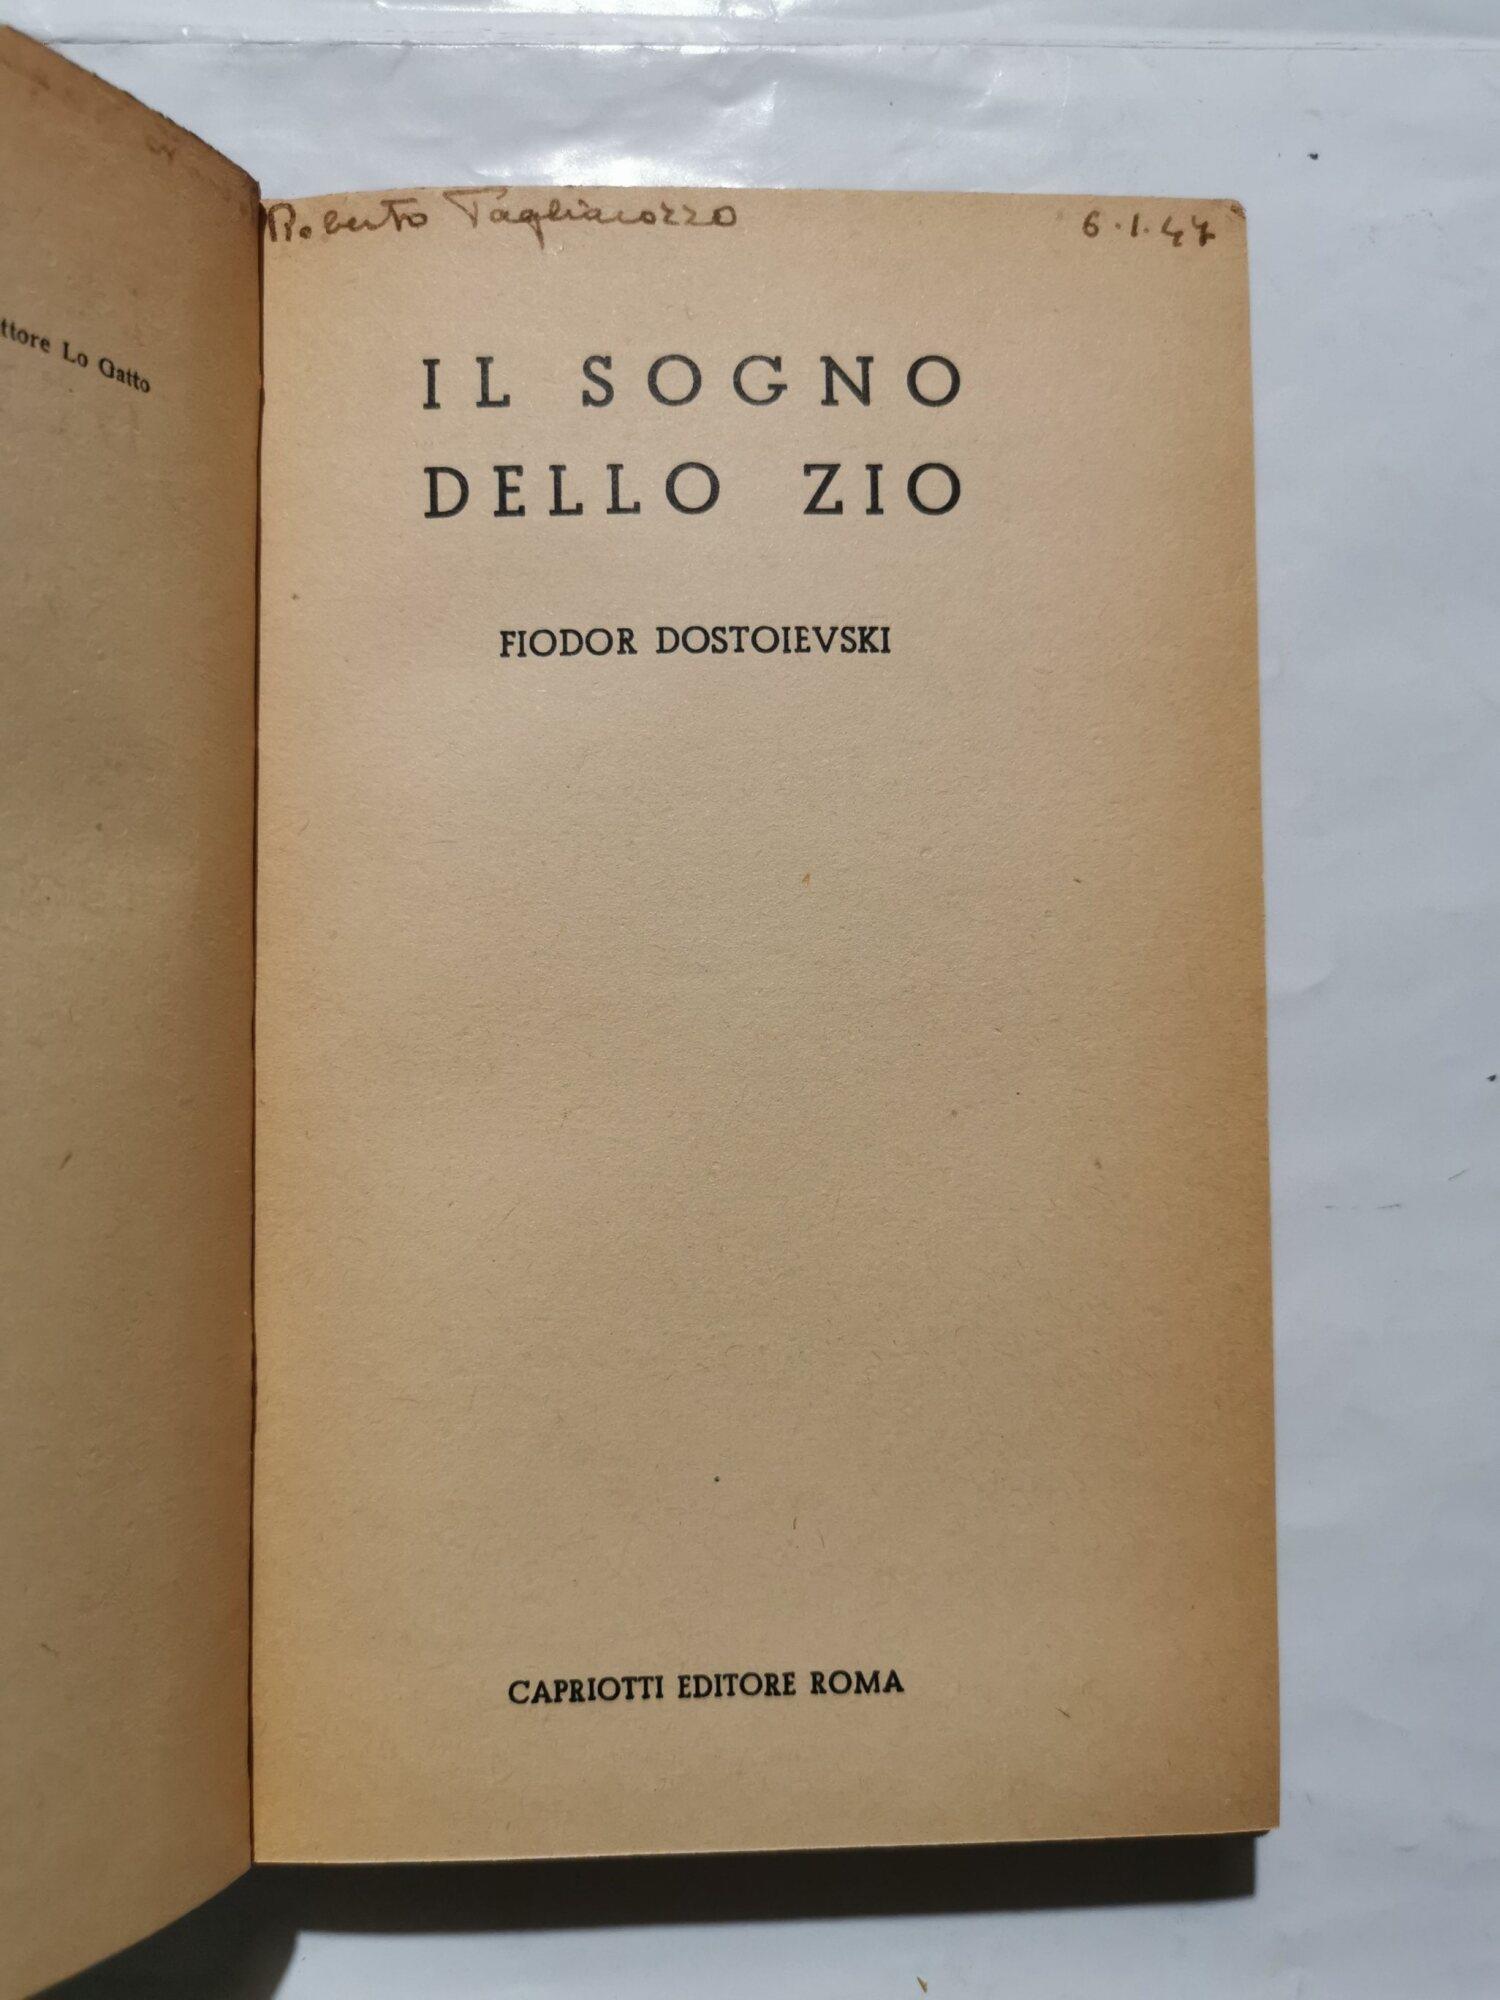 ttore Lo Gatto
Roberto Tagliacozzo 6.1.47
IL SOGNO
DELLO ZIO
FIODOR DOSTOIEVSKI
CAPRIOTTI EDITORE ROMA